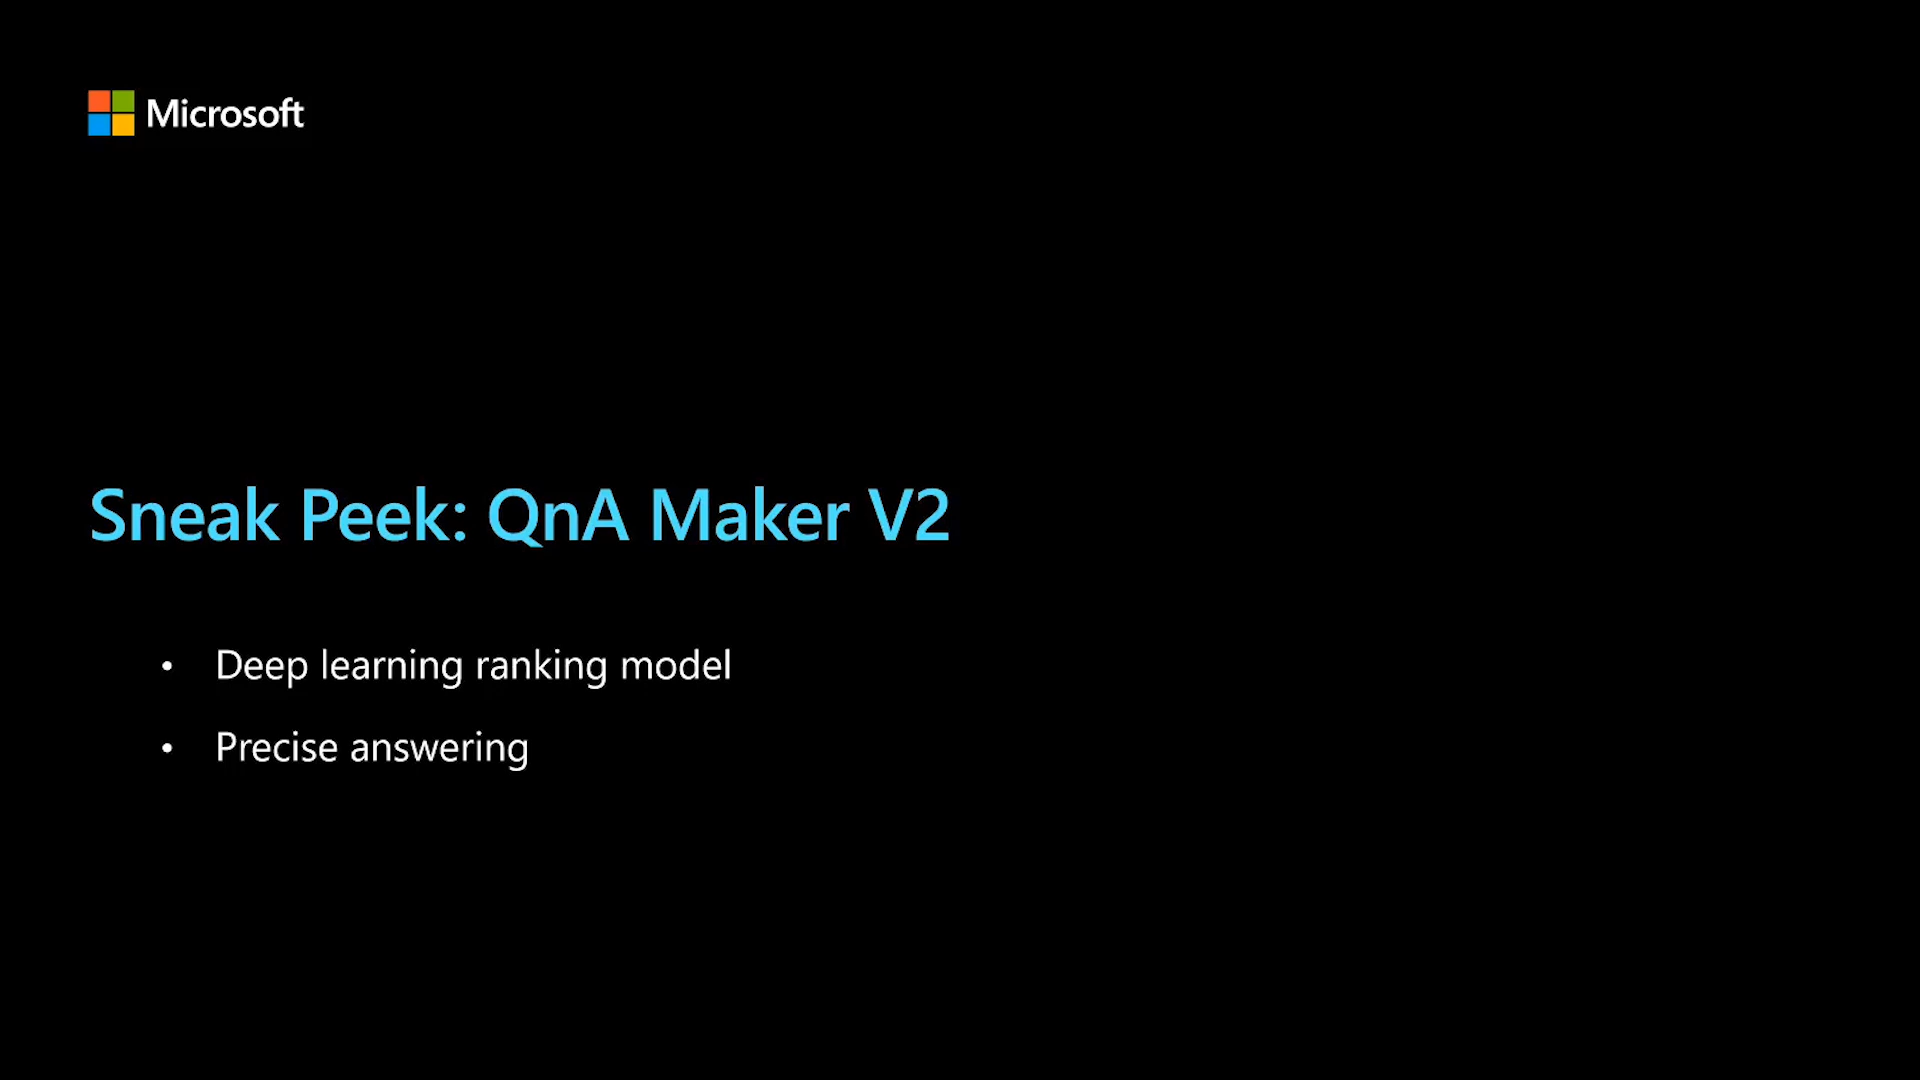 Microsoft
Sneak Peek: QnA Maker V2
• Deep learning ranking model
• Precise answering